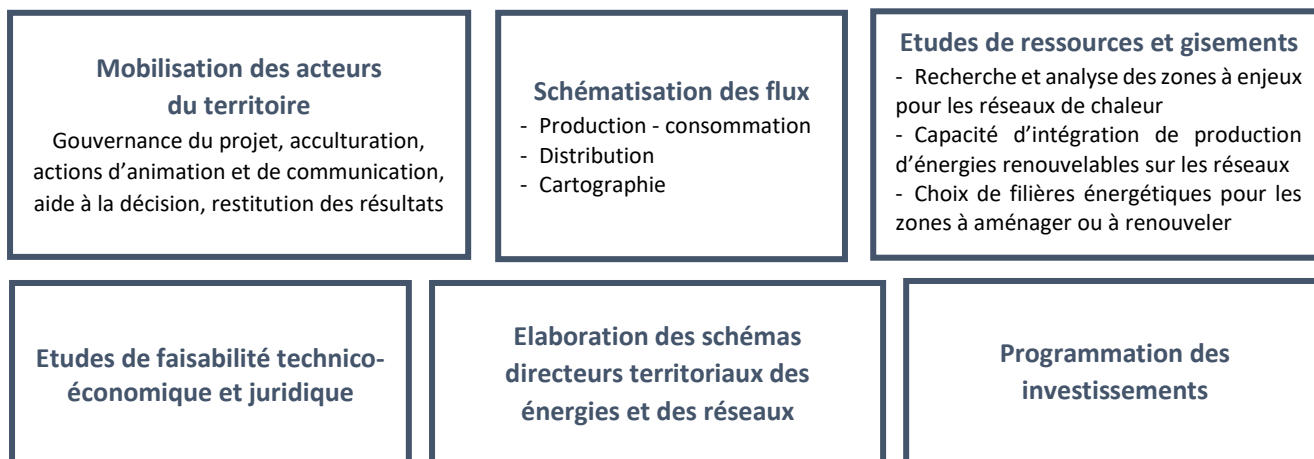 Mobilisation des acteurs
du territoire
Gouvernance du projet, acculturation,
actions d'animation et de communication,
aide à la décision, restitution des résultats
Schématisation des flux
- Production - consommation
- Distribution
- Cartographie
Etudes de ressources et gisements
- Recherche et analyse des zones à enjeux
pour les réseaux de chaleur
- Capacité d'intégration de production
d'énergies renouvelables sur les réseaux
- Choix de filières énergétiques pour les
zones à aménager ou à renouveler
Etudes de faisabilité technico-
économique et juridique
Elaboration des schémas
directeurs territoriaux des
énergies et des réseaux
Programmation des
investissements